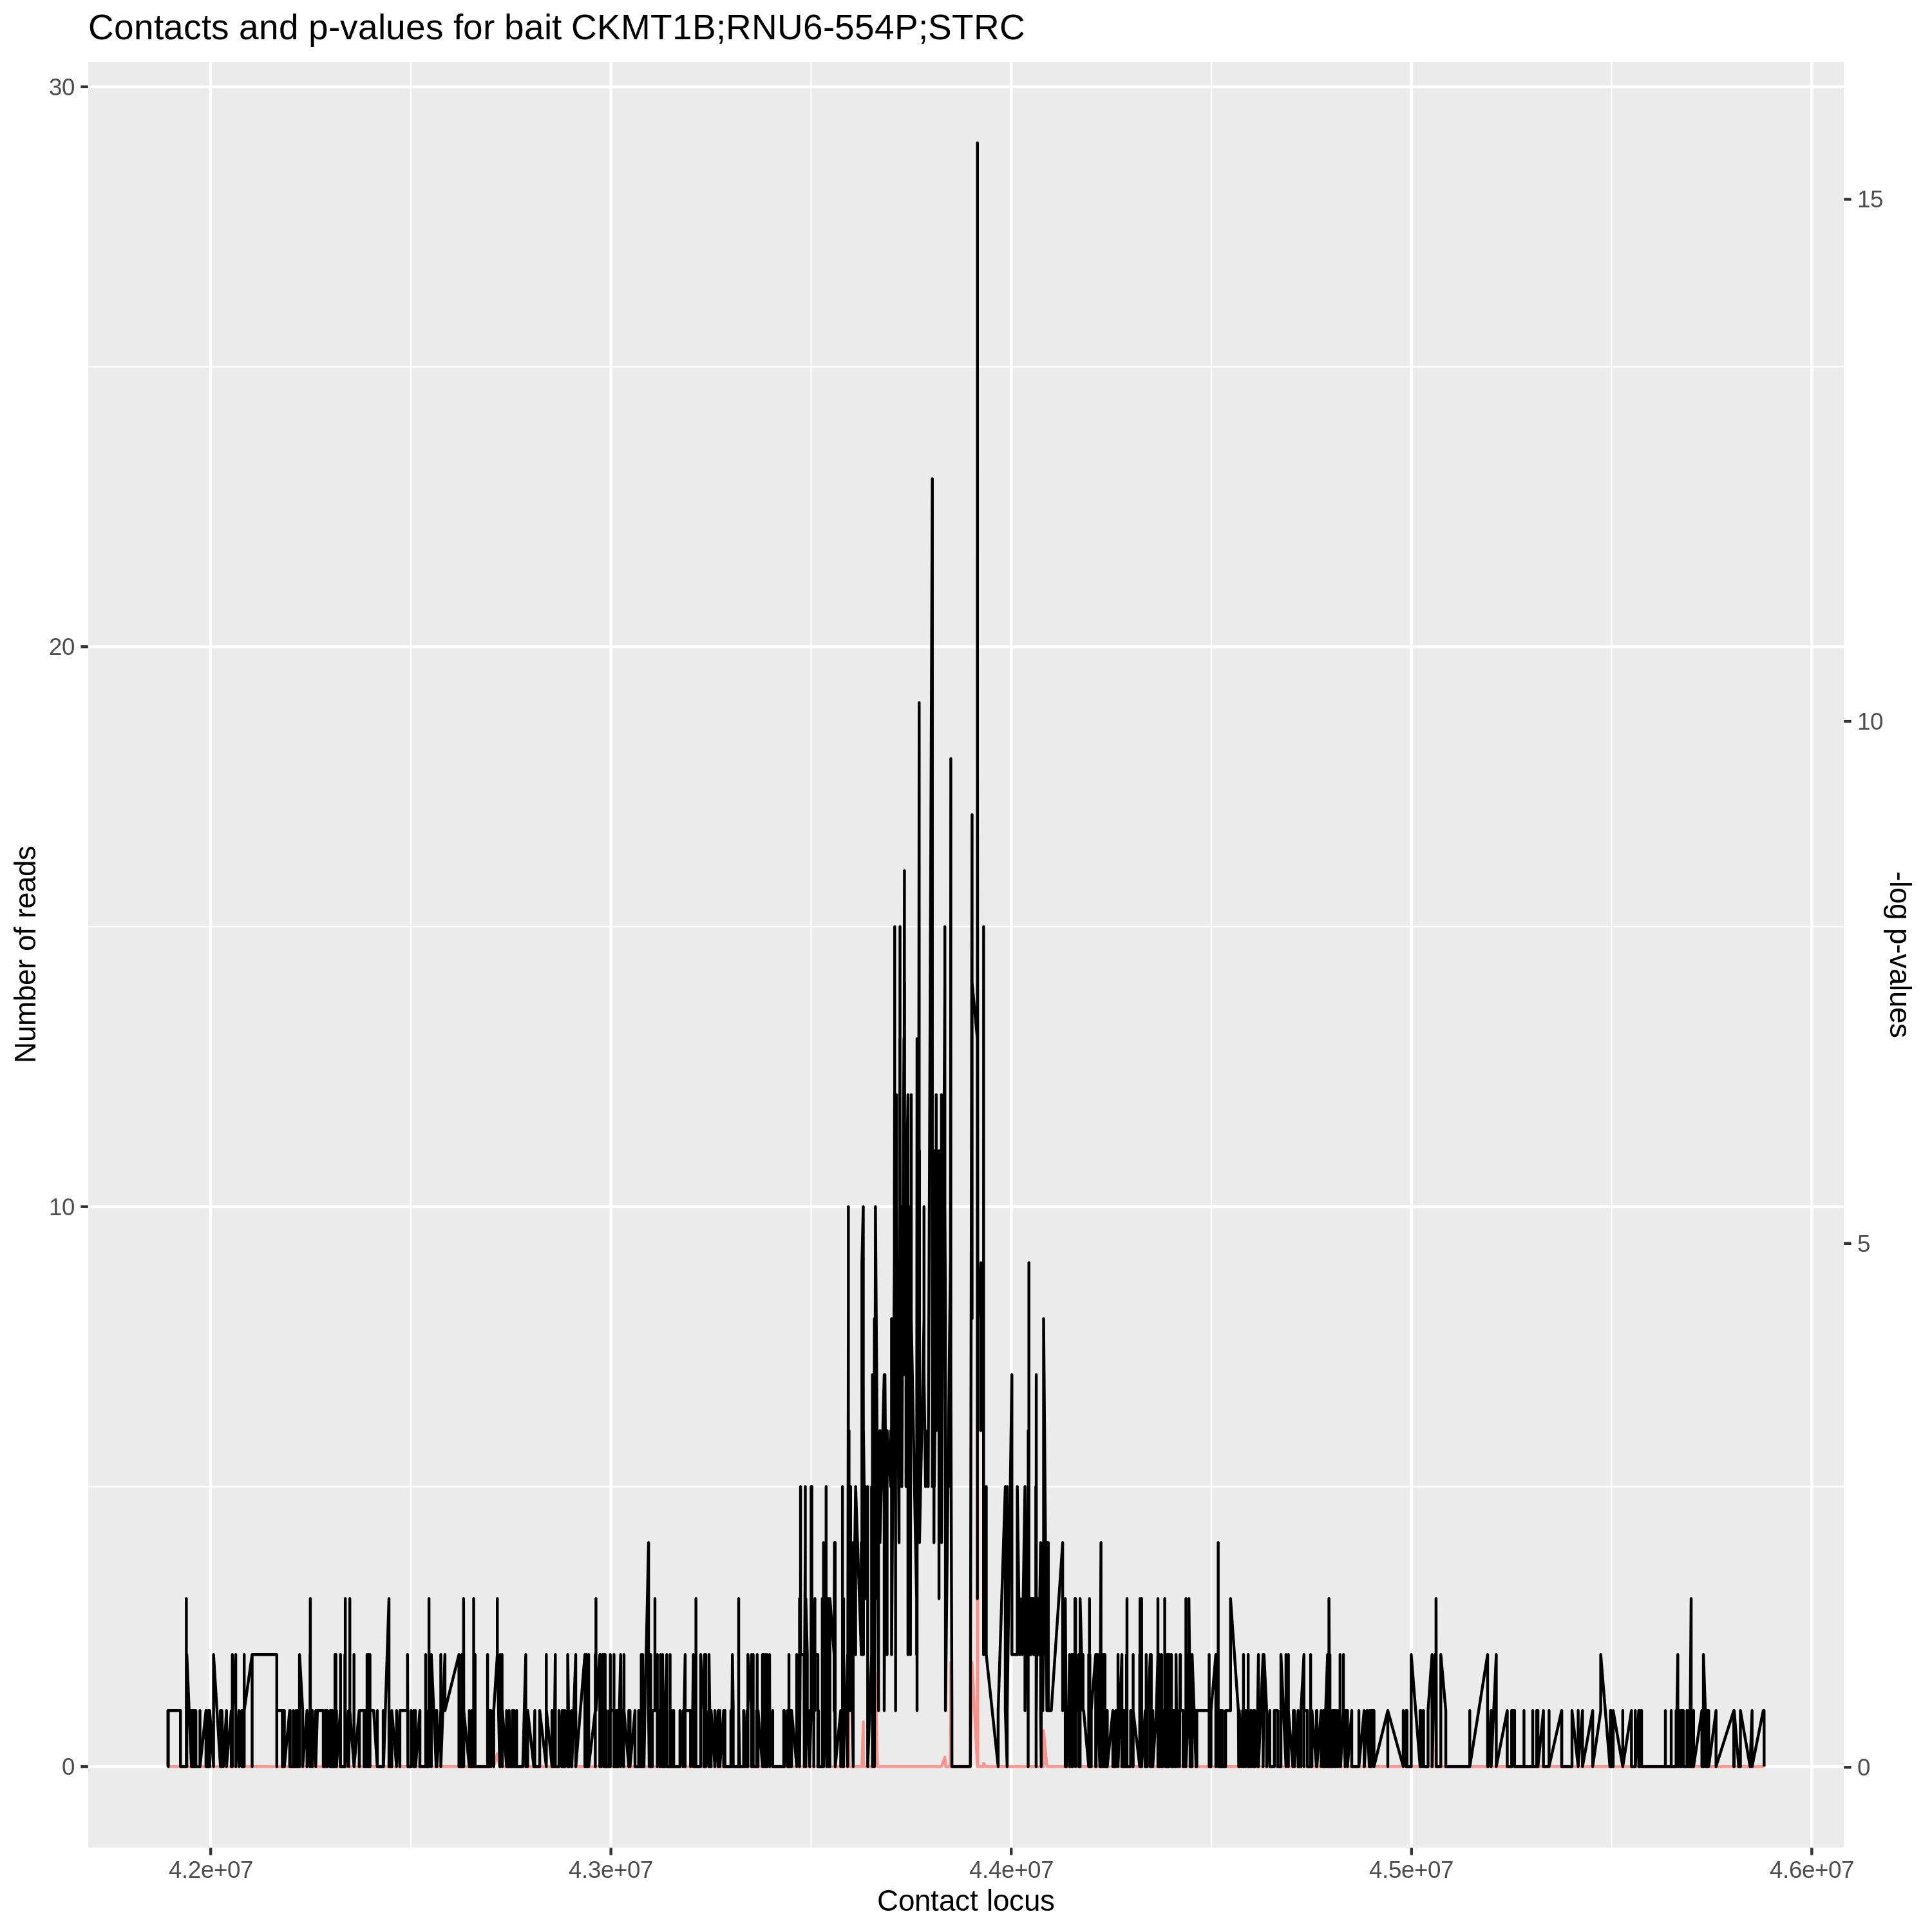 Contacts and p-values for bait CKMT1B;RNU6-554P;STRC
30
20
10
0
Number of reads
15
10
5
0
-log p-values
4.2e+07 4.3e+07 4.4e+07 4.5e+07 4.6e+07
Contact locus